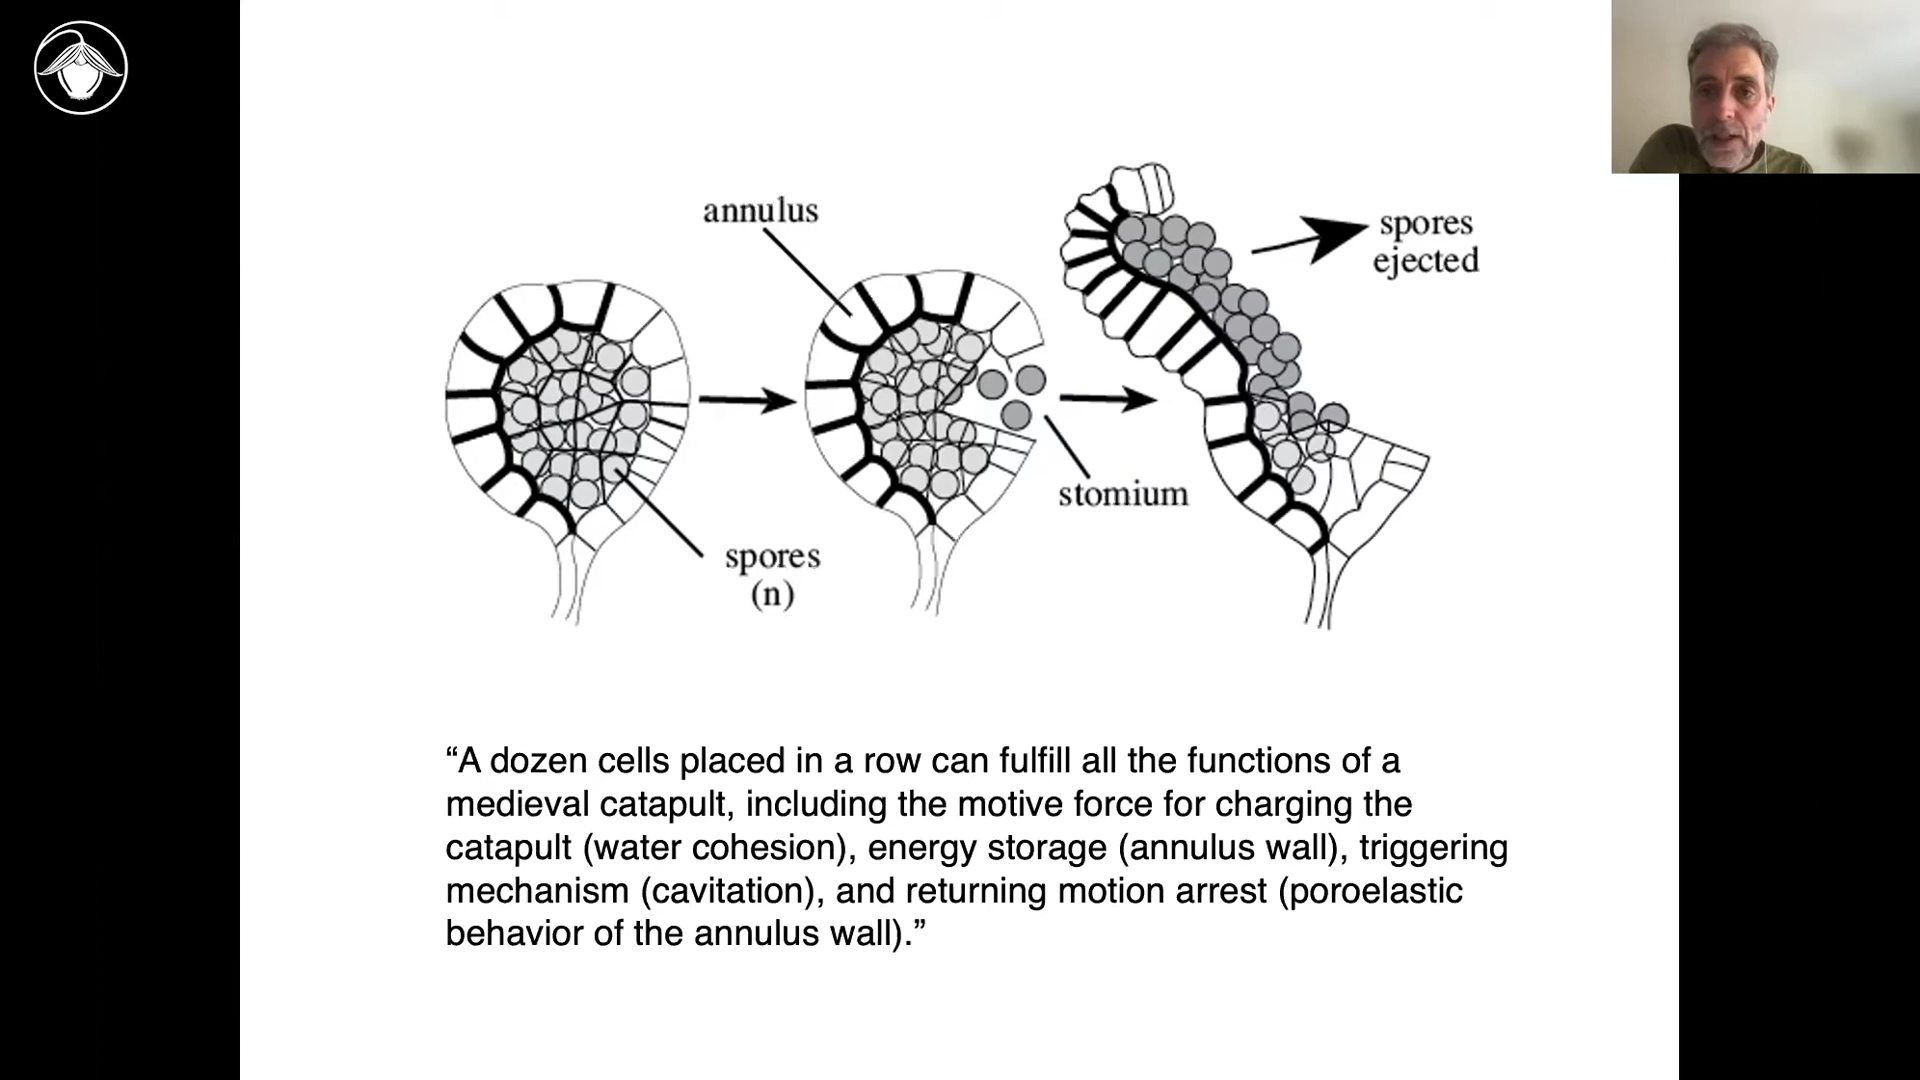 annulus
spores
ejected
stomium
spores
(n)
“A dozen cells placed in a row can fulfill all the functions of a
medieval catapult, including the motive force for charging the
catapult (water cohesion), energy storage (annulus wall), triggering
mechanism (cavitation), and returning motion arrest (poroelastic
behavior of the annulus wall).”